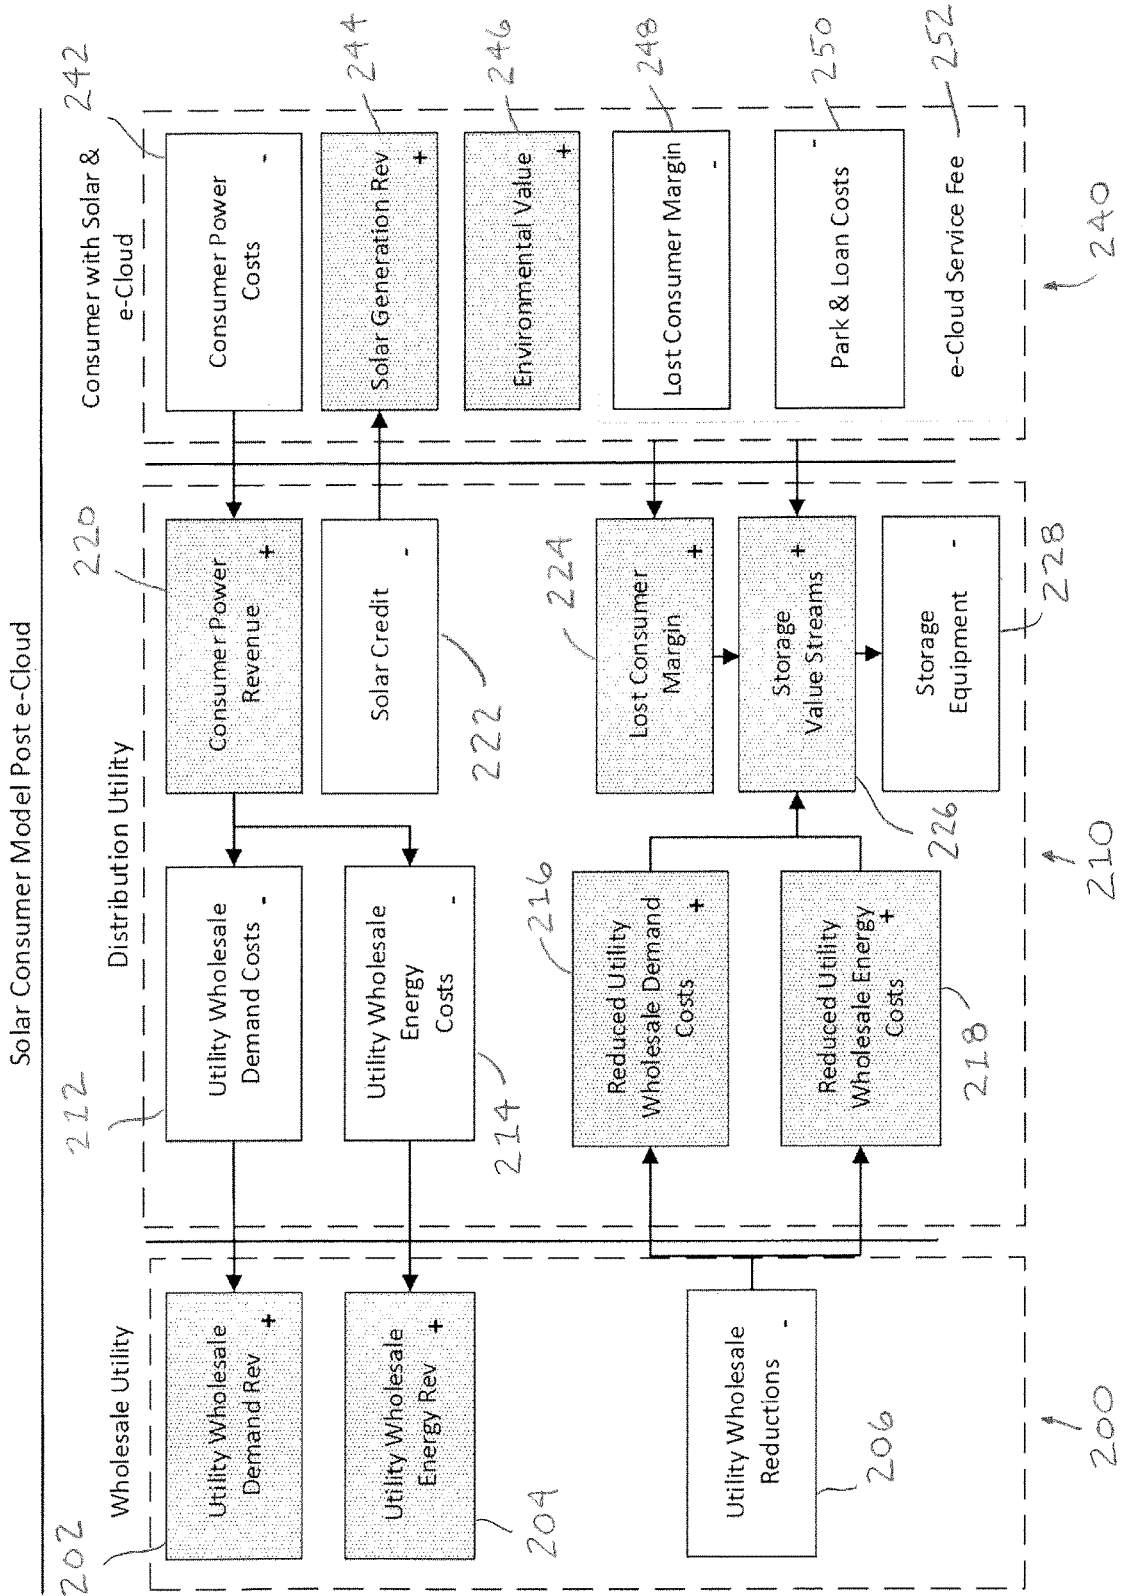 Solar Consumer Model Post e-Cloud
Wholesale Utility
202
Utility Wholesale
Demand Rev
+
Utility Wholesale
Energy Rev
+
204
Utility Wholesale
Reductions
-
206
200
Distribution Utility
212
Utility Wholesale
Demand Costs
-
Utility Wholesale
Energy
Costs
-
214
216
Reduced Utility
Wholesale Demand
Costs
+
Reduced Utility
Wholesale Energy
Costs
+
218
220
Consumer Power
Revenue
+
Solar Credit
-
222
224
Lost Consumer
Margin
+
Storage
Value Streams
+
226
Storage
Equipment
-
228
210
Consumer with Solar &
e-Cloud
242
Consumer Power
Costs
-
Solar Generation Rev
+
244
Environmental Value
+
246
Lost Consumer Margin
-
248
Park & Loan Costs
-
250
e-Cloud Service Fee
252
240